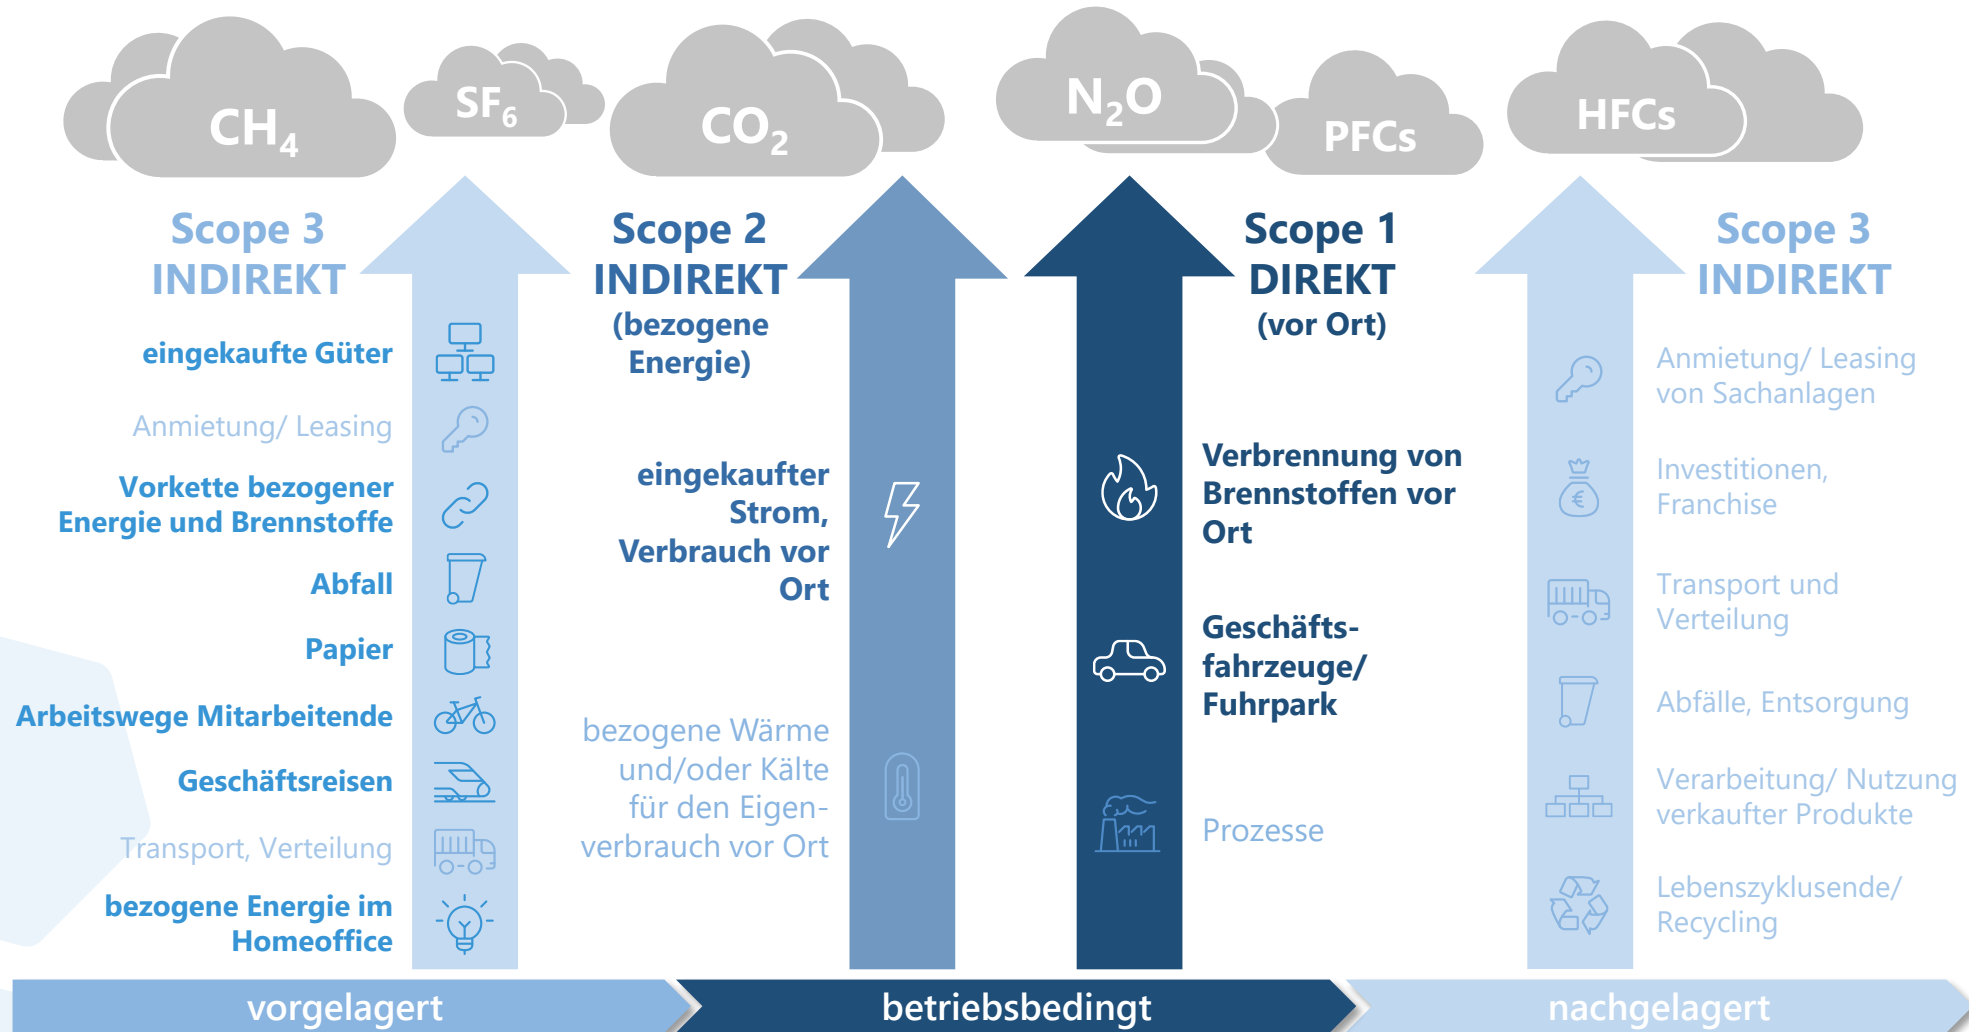 CH₄
SF₆
CO₂
N₂O
PFCs
HFCs
Scope 3
INDIREKT
eingekaufte Güter
Anmietung/ Leasing
Vorkette bezogener
Energie und Brennstoffe
Abfall
Papier
Arbeitswege Mitarbeitende
Geschäftsreisen
Transport, Verteilung
bezogene Energie im
Homeoffice
Scope 2
INDIREKT
(bezogene
Energie)
eingekaufter
Strom,
Verbrauch vor
Ort
bezogene Wärme
und/oder Kälte
für den Eigen-
verbrauch vor Ort
Scope 1
DIREKT
(vor Ort)
Verbrennung von
Brennstoffen vor
Ort
Geschäfts-
fahrzeuge/
Fuhrpark
Prozesse
Scope 3
INDIREKT
Anmietung/ Leasing
von Sachanlagen
€
Investitionen,
Franchise
Transport und
Verteilung
Abfälle, Entsorgung
Verarbeitung/ Nutzung
verkaufter Produkte
Lebenszyklusende/
Recycling
vorgelagert
betriebsbedingt
nachgelagert